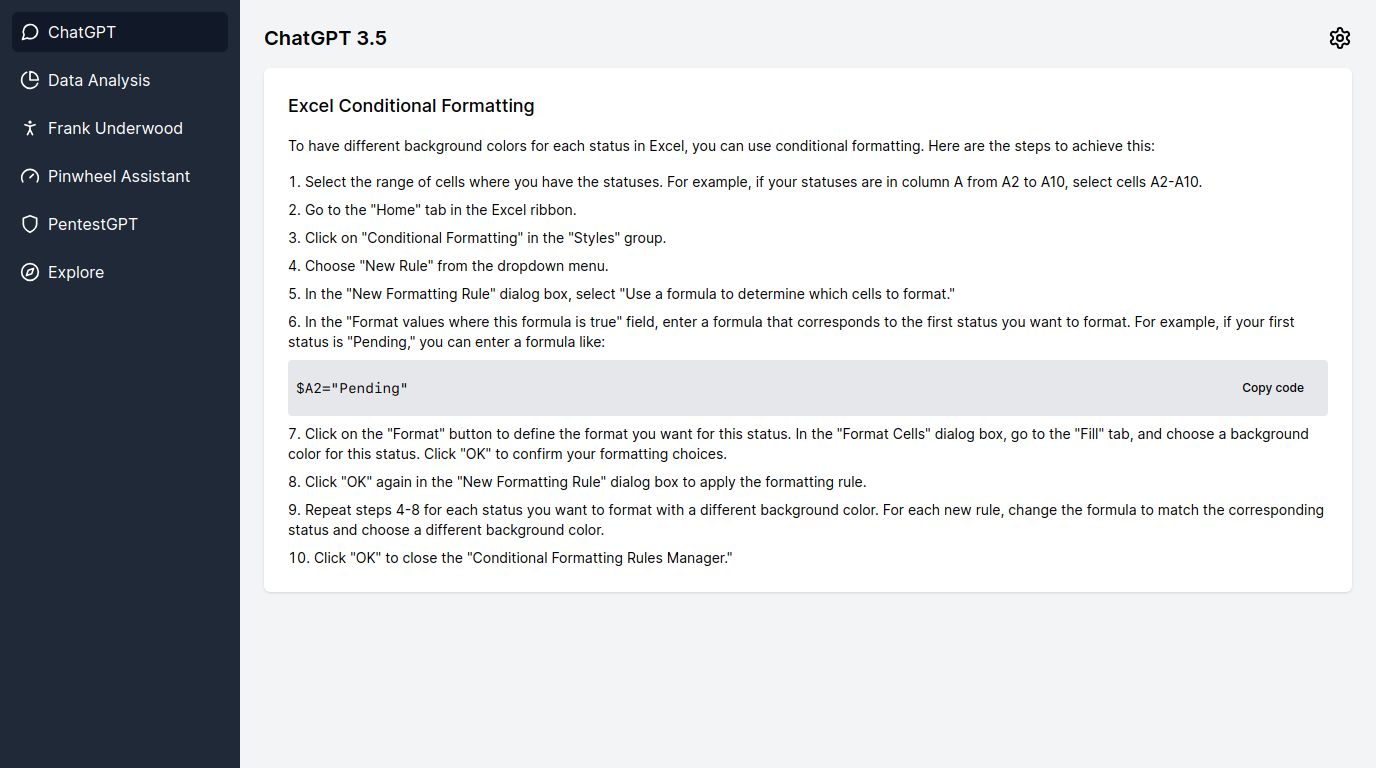 ChatGPT
Data Analysis
Frank Underwood
Pinwheel Assistant
PentestGPT
Explore
ChatGPT 3.5
Excel Conditional Formatting
To have different background colors for each status in Excel, you can use conditional formatting. Here are the steps to achieve this:
1. Select the range of cells where you have the statuses. For example, if your statuses are in column A from A2 to A10, select cells A2-A10.
2. Go to the "Home" tab in the Excel ribbon.
3. Click on "Conditional Formatting" in the "Styles" group.
4. Choose "New Rule" from the dropdown menu.
5. In the "New Formatting Rule" dialog box, select "Use a formula to determine which cells to format."
6. In the "Format values where this formula is true" field, enter a formula that corresponds to the first status you want to format. For example, if your first
status is "Pending," you can enter a formula like:
$A2="Pending"
Copy code
7. Click on the "Format" button to define the format you want for this status. In the "Format Cells" dialog box, go to the "Fill" tab, and choose a background
color for this status. Click "OK" to confirm your formatting choices.
8. Click "OK" again in the "New Formatting Rule" dialog box to apply the formatting rule.
9. Repeat steps 4-8 for each status you want to format with a different background color. For each new rule, change the formula to match the corresponding
status and choose a different background color.
10. Click "OK" to close the "Conditional Formatting Rules Manager."